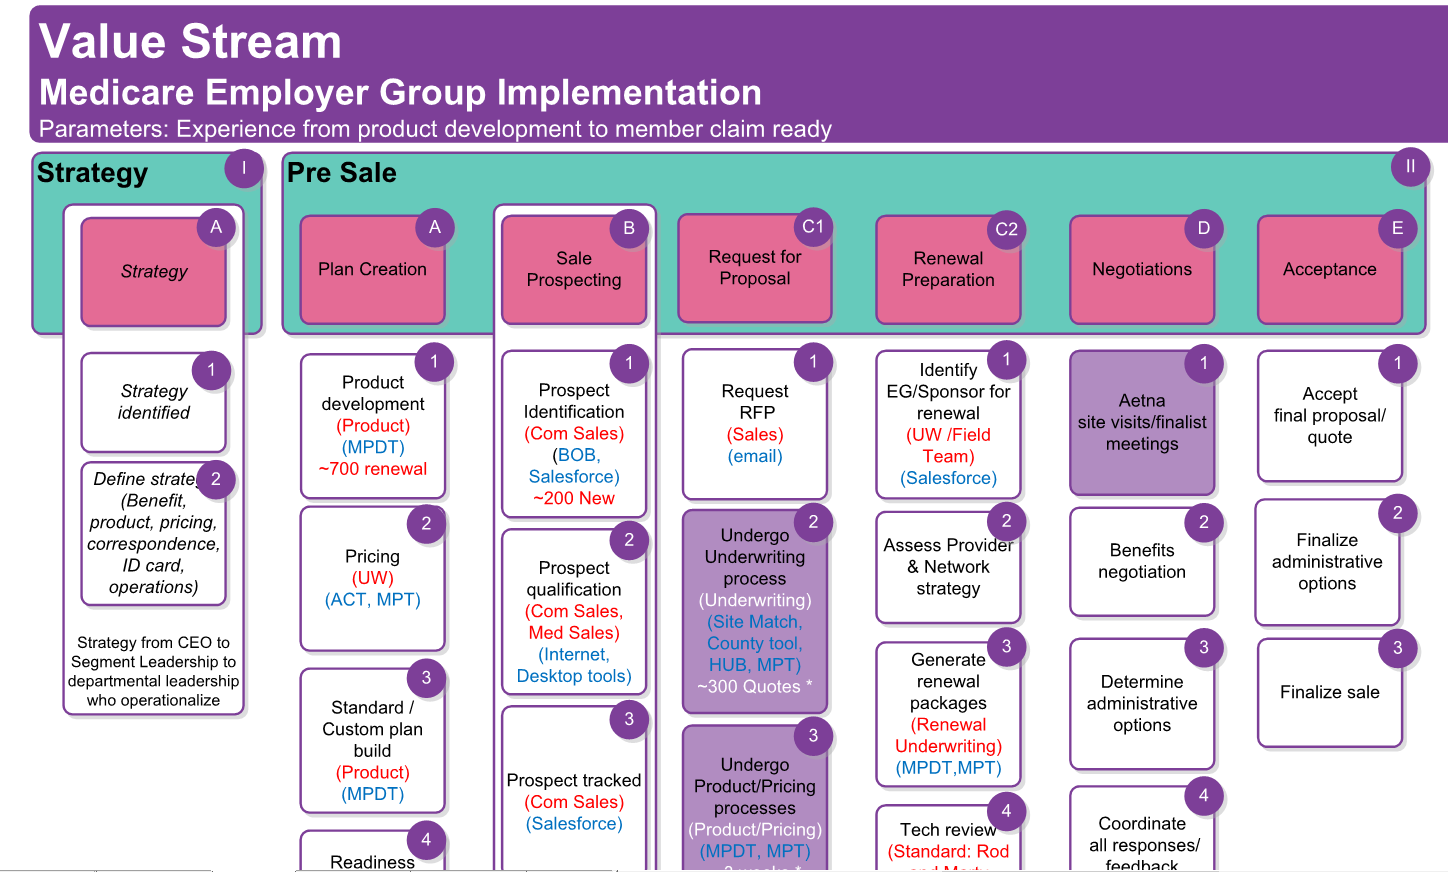 Value Stream
Medicare Employer Group Implementation
Parameters: Experience from product development to member claim ready
Strategy
I
A
Strategy
1
Strategy
identified
2
Define strateg
(Benefit,
product, pricing,
correspondence,
ID card,
operations)
Strategy from CEO to
Segment Leadership to
departmental leadership
who operationalize
Pre Sale
II
A
Plan Creation
1
Product
development
(Product)
(MPDT)
~700 renewal
2
Pricing
(UW)
(ACT, MPT)
3
Standard /
Custom plan
build
(Product)
(MPDT)
4
Readiness
B
Sale
Prospecting
1
Prospect
Identification
(Com Sales)
(BOB,
Salesforce)
~200 New
2
Prospect
qualification
(Com Sales,
Med Sales)
(Internet,
Desktop tools)
3
Prospect tracked
(Com Sales)
(Salesforce)
C1
Request for
Proposal
1
Request
RFP
(Sales)
(email)
2
Undergo
Underwriting
process
(Underwriting)
(Site Match,
County tool,
HUB, MPT)
~300 Quotes *
3
Undergo
Product/Pricing
processes
(Product/Pricing)
(MPDT, MPT)
C2
Renewal
Preparation
1
Identify
EG/Sponsor for
renewal
(UW /Field
Team)
(Salesforce)
2
Assess Provider
& Network
strategy
3
Generate
renewal
packages
(Renewal
Underwriting)
(MPDT,MPT)
4
Tech review
(Standard: Rod
D
Negotiations
1
Aetna
site visits/finalist
meetings
2
Benefits
negotiation
3
Determine
administrative
options
4
Coordinate
all responses/
feedback
E
Acceptance
1
Accept
final proposal/
quote
2
Finalize
administrative
options
3
Finalize sale